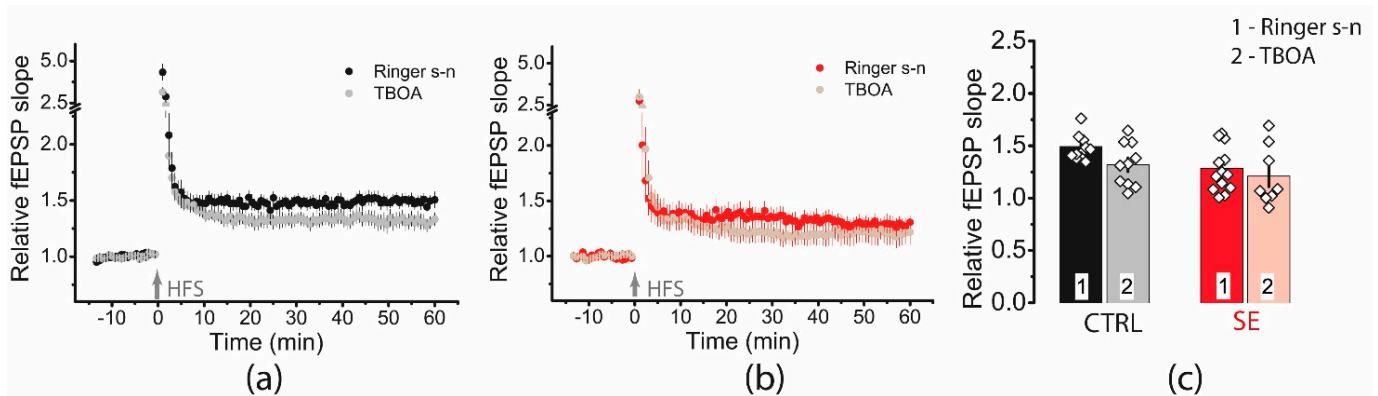 Relative fEPSP slope
5.0
2.5
2.0
1.5
1.0
Ringer s-n
TBOA
HFS
-10 0 10 20 30 40 50 60
Time (min)
(a)
Relative fEPSP slope
5.0
2.5
2.0
1.5
1.0
Ringer s-n
TBOA
HFS
-10 0 10 20 30 40 50 60
Time (min)
(b)
1 - Ringer s-n
2 - TBOA
Relative fEPSP slope
2.5
2.0
1.5
1.0
0.5
0.0
1 2 1 2
CTRL SE
(c)